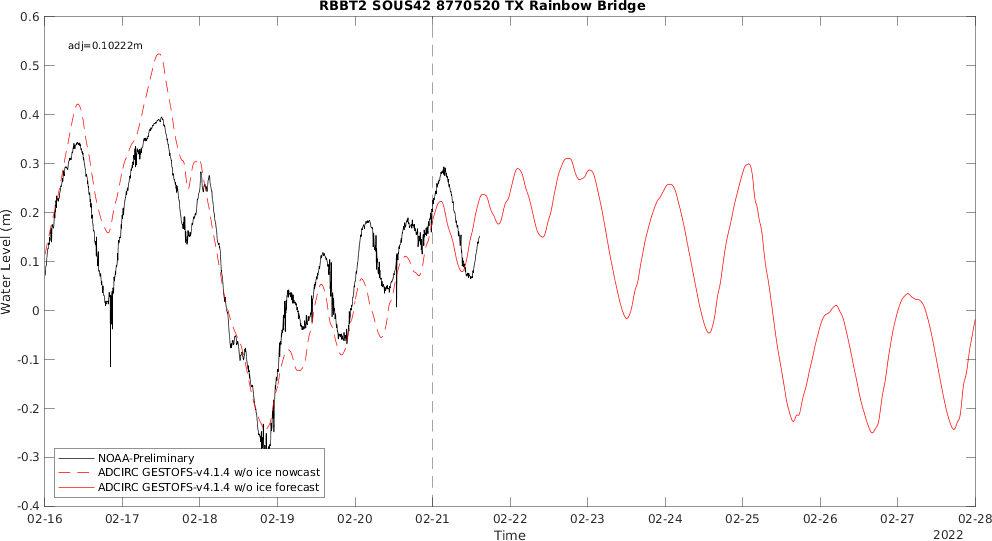 RBBT2 SOUS42 8770520 TX Rainbow Bridge
adj=0.10222m
0.6
0.5
0.4
0.3
0.2
0.1
0
-0.1
-0.2
-0.3
-0.4
Water Level (m)
NOAA-Preliminary
ADCIRC GESTOFS-v4.1.4 w/o ice nowcast
ADCIRC GESTOFS-v4.1.4 w/o ice forecast
02-16 02-17 02-18 02-19 02-20 02-21 02-22 02-23 02-24 02-25 02-26 02-27 02-28
Time
2022